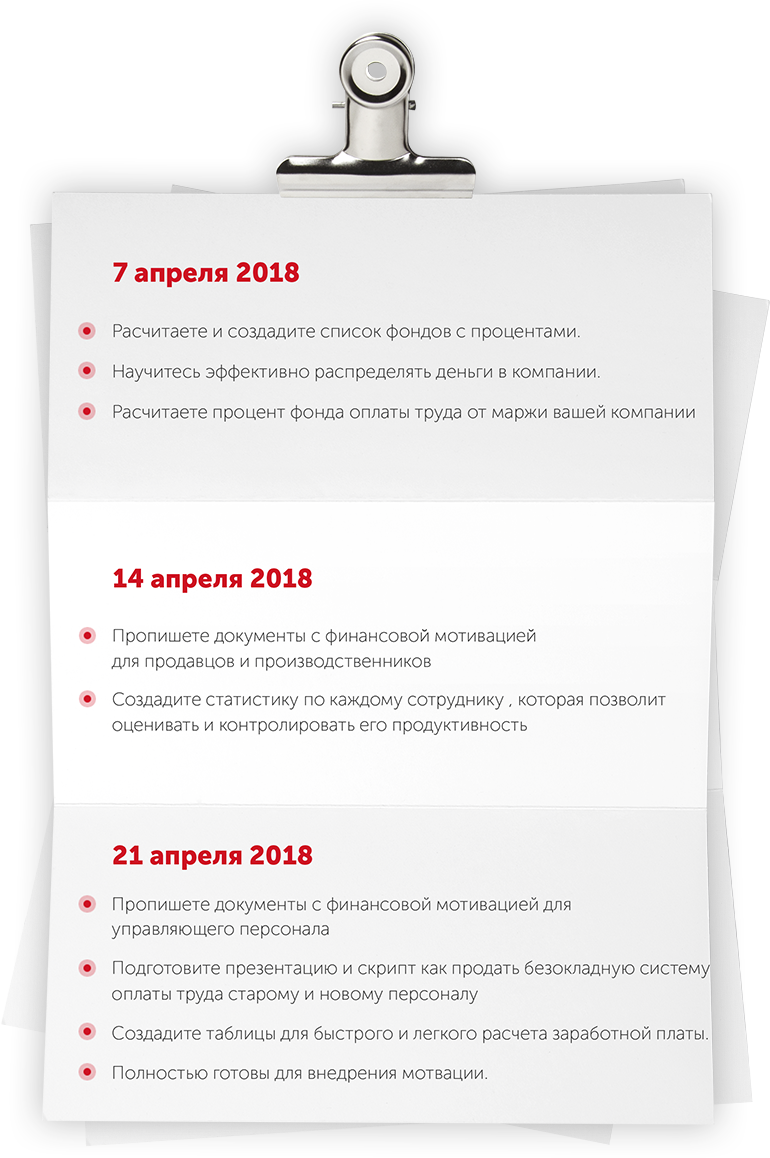 7 апреля 2018
Расчитаете и создадите список фондов с процентами.
Научитесь эффективно распределять деньги в компании.
Расчитаете процент фонда оплаты труда от маржи вашей компании
14 апреля 2018
Пропишете документы с финансовой мотивацией
для продавцов и производственников
Создадите статистику по каждому сотруднику , которая позволит
оценивать и контролировать его продуктивность
21 апреля 2018
Пропишете документы с финансовой мотивацией для
управляющего персонала
Подготовите презентацию и скрипт как продать безокладную систему
оплаты труда старому и новому персоналу
Создадите таблицы для быстрого и легкого расчета заработной платы.
Полностью готовы для внедрения мотвации.